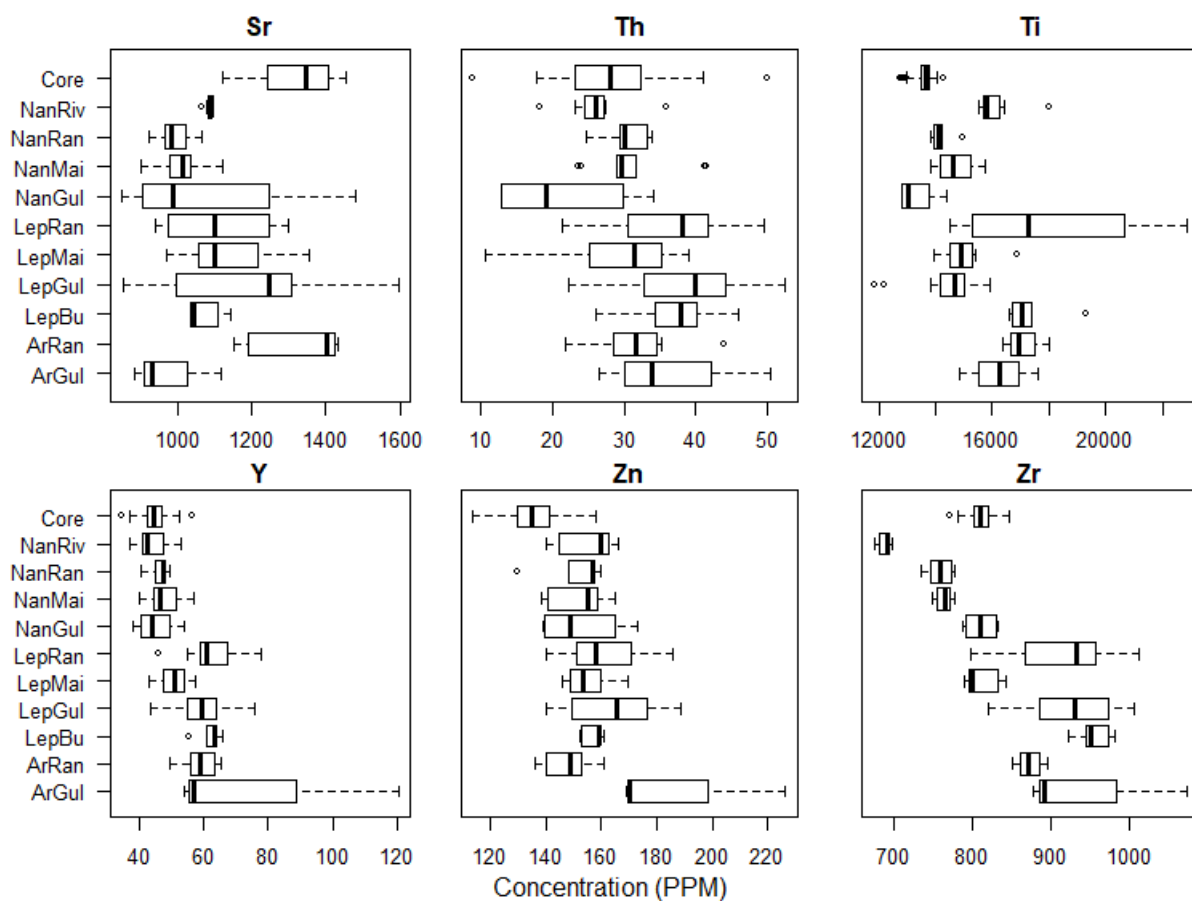 Sr Th Ti
Core
NanRiv
NanRan
NanMai
NanGul
LepRan
LepMai
LepGul
LepBu
ArRan
ArGul
1000 1200 1400 1600 10 20 30 40 50 12000 16000 20000
Y Zn Zr
Core
NanRiv
NanRan
NanMai
NanGul
LepRan
LepMai
LepGul
LepBu
ArRan
ArGul
40 60 80 100 120 120 140 160 180 200 220 700 800 900 1000
Concentration (PPM)